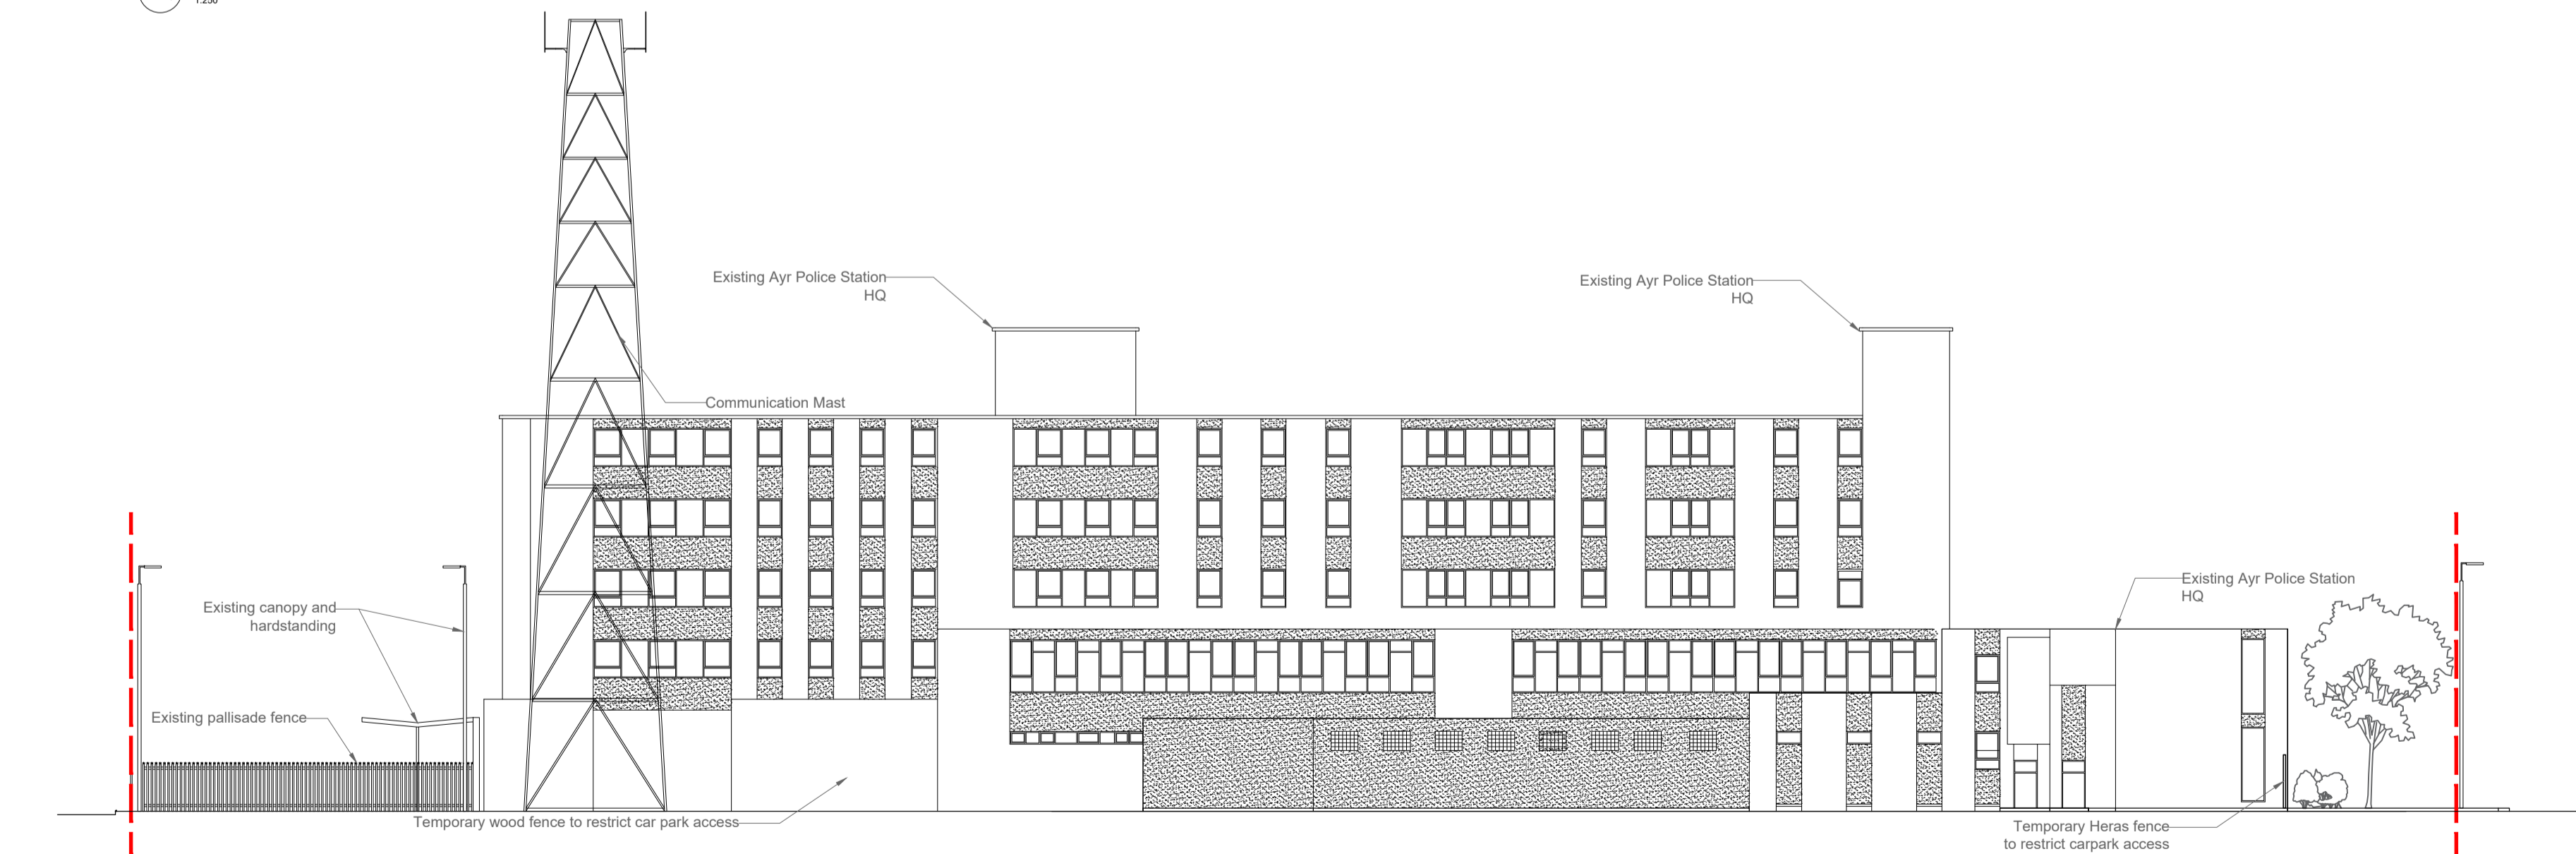 1:250
Existing Ayr Police Station
HQ
Existing Ayr Police Station
HQ
Communication Mast
Existing Ayr Police Station
HQ
Existing canopy and
hardstanding
Existing pallisade fence
Temporary wood fence to restrict car park access
Temporary Heras fence
to restrict carpark access